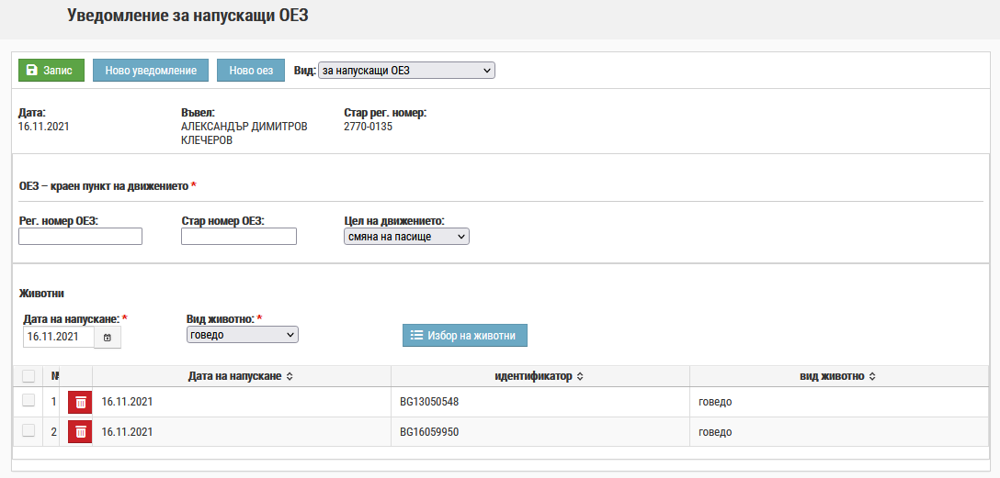 Уведомление за напускащи ОЕЗ
Запис Ново уведомление Ново оез Вид: за напускащи ОЕЗ
Дата: Въвел: Стар рег. номер:
16.11.2021 АЛЕКСАНДЪР ДИМИТРОВ 2770-0135
КЛЕЧЕРОВ
ОЕЗ – краен пункт на движението *
Рег. номер ОЕЗ: Стар номер ОЕЗ: Цел на движението:
смяна на пасище
Животни
Дата на напускане: * Вид животно: *
16.11.2021 говедо Избор на животни
№ Дата на напускане идентификатор вид животно
1 16.11.2021 BG13050548 говедо
2 16.11.2021 BG16059950 говедо